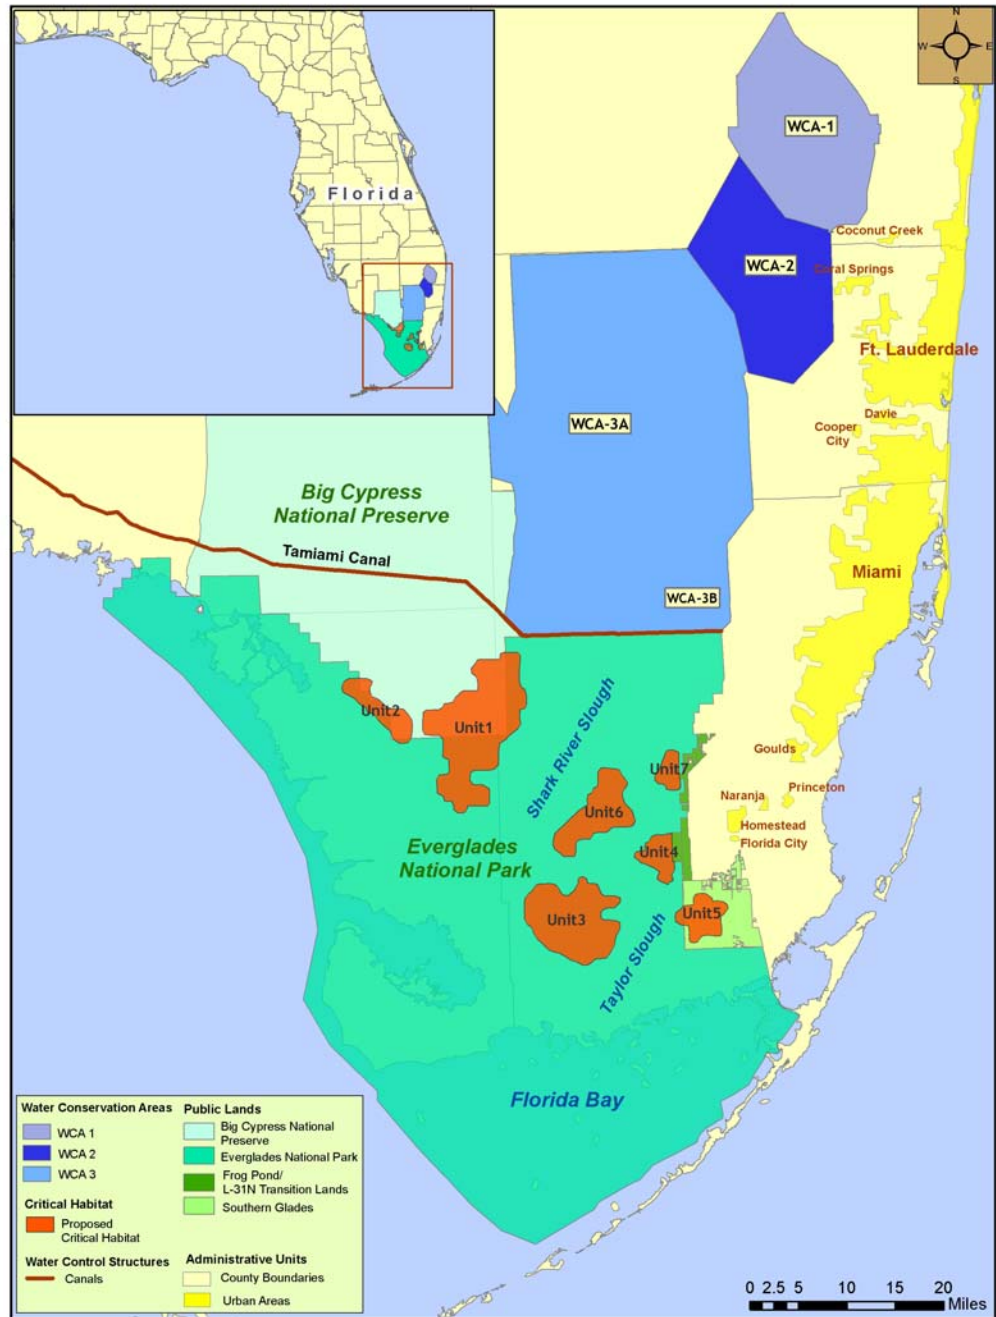 N
W
E
S
Florida
WCA-1
Coconut Creek
WCA-2
Coral Springs
Ft. Lauderdale
WCA-3A
Davie
Cooper
City
Big Cypress
National Preserve
Tamiami Canal
Miami
WCA-3B
Unit2
Unit1
Shark River Slough
Goulds
Unit7
Naranja
Princeton
Unit6
Homestead
Florida City
Everglades
National Park
Unit4
Unit3
Unit5
Taylor Slough
Florida Bay
Water Conservation Areas
WCA 1
WCA 2
WCA 3
Critical Habitat
Proposed
Critical Habitat
Water Control Structures
Canals
Public Lands
Big Cypress National
Preserve
Everglades National Park
Frog Pond/
L-31N Transition Lands
Southern Glades
Administrative Units
County Boundaries
Urban Areas
0 2.5 5 10 15 20
Miles